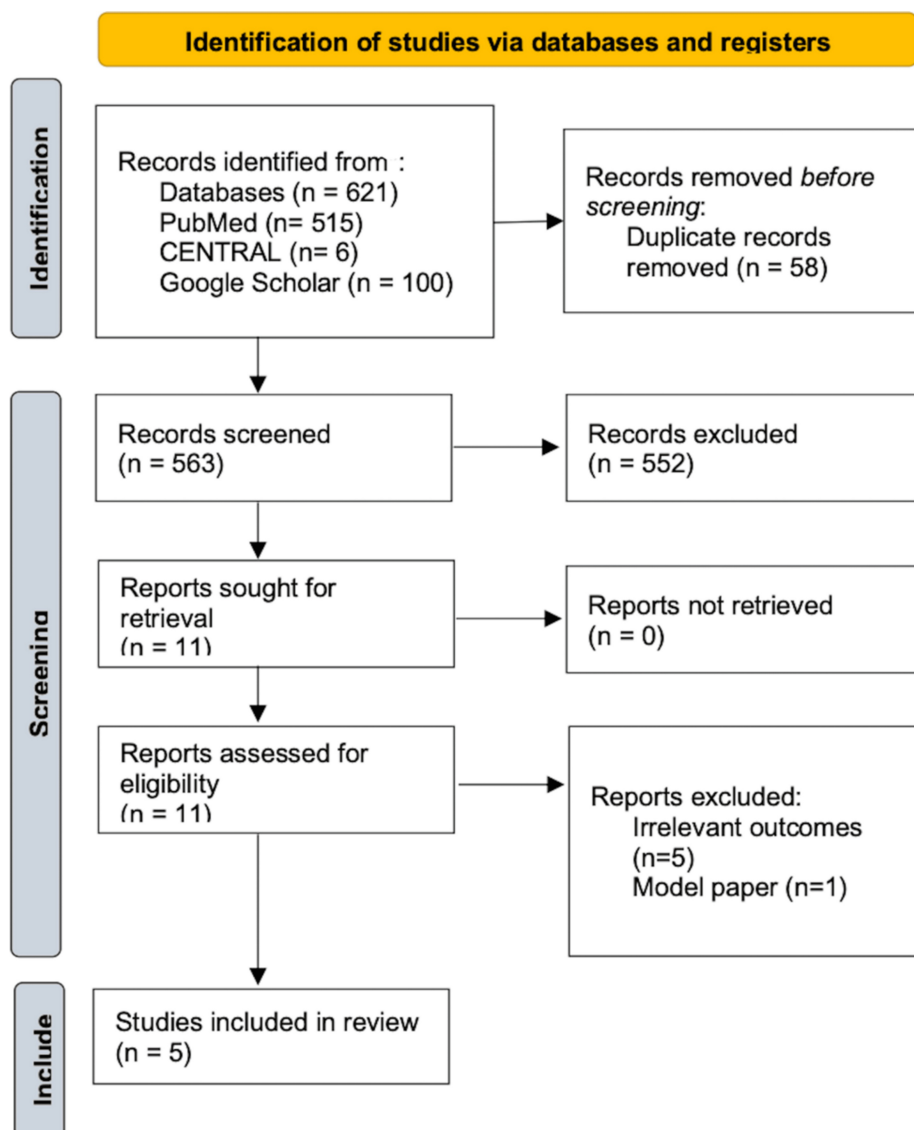 Identification of studies via databases and registers
Identification
Records identified from :
Databases (n = 621)
PubMed (n= 515)
CENTRAL (n= 6)
Google Scholar (n = 100)
Records removed before
screening:
Duplicate records
removed (n = 58)
Screening
Records screened
(n = 563)
Records excluded
(n = 552)
Reports sought for
retrieval
(n = 11)
Reports not retrieved
(n = 0)
Reports assessed for
eligibility
(n = 11)
Reports excluded:
Irrelevant outcomes
(n=5)
Model paper (n=1)
Include
Studies included in review
(n = 5)